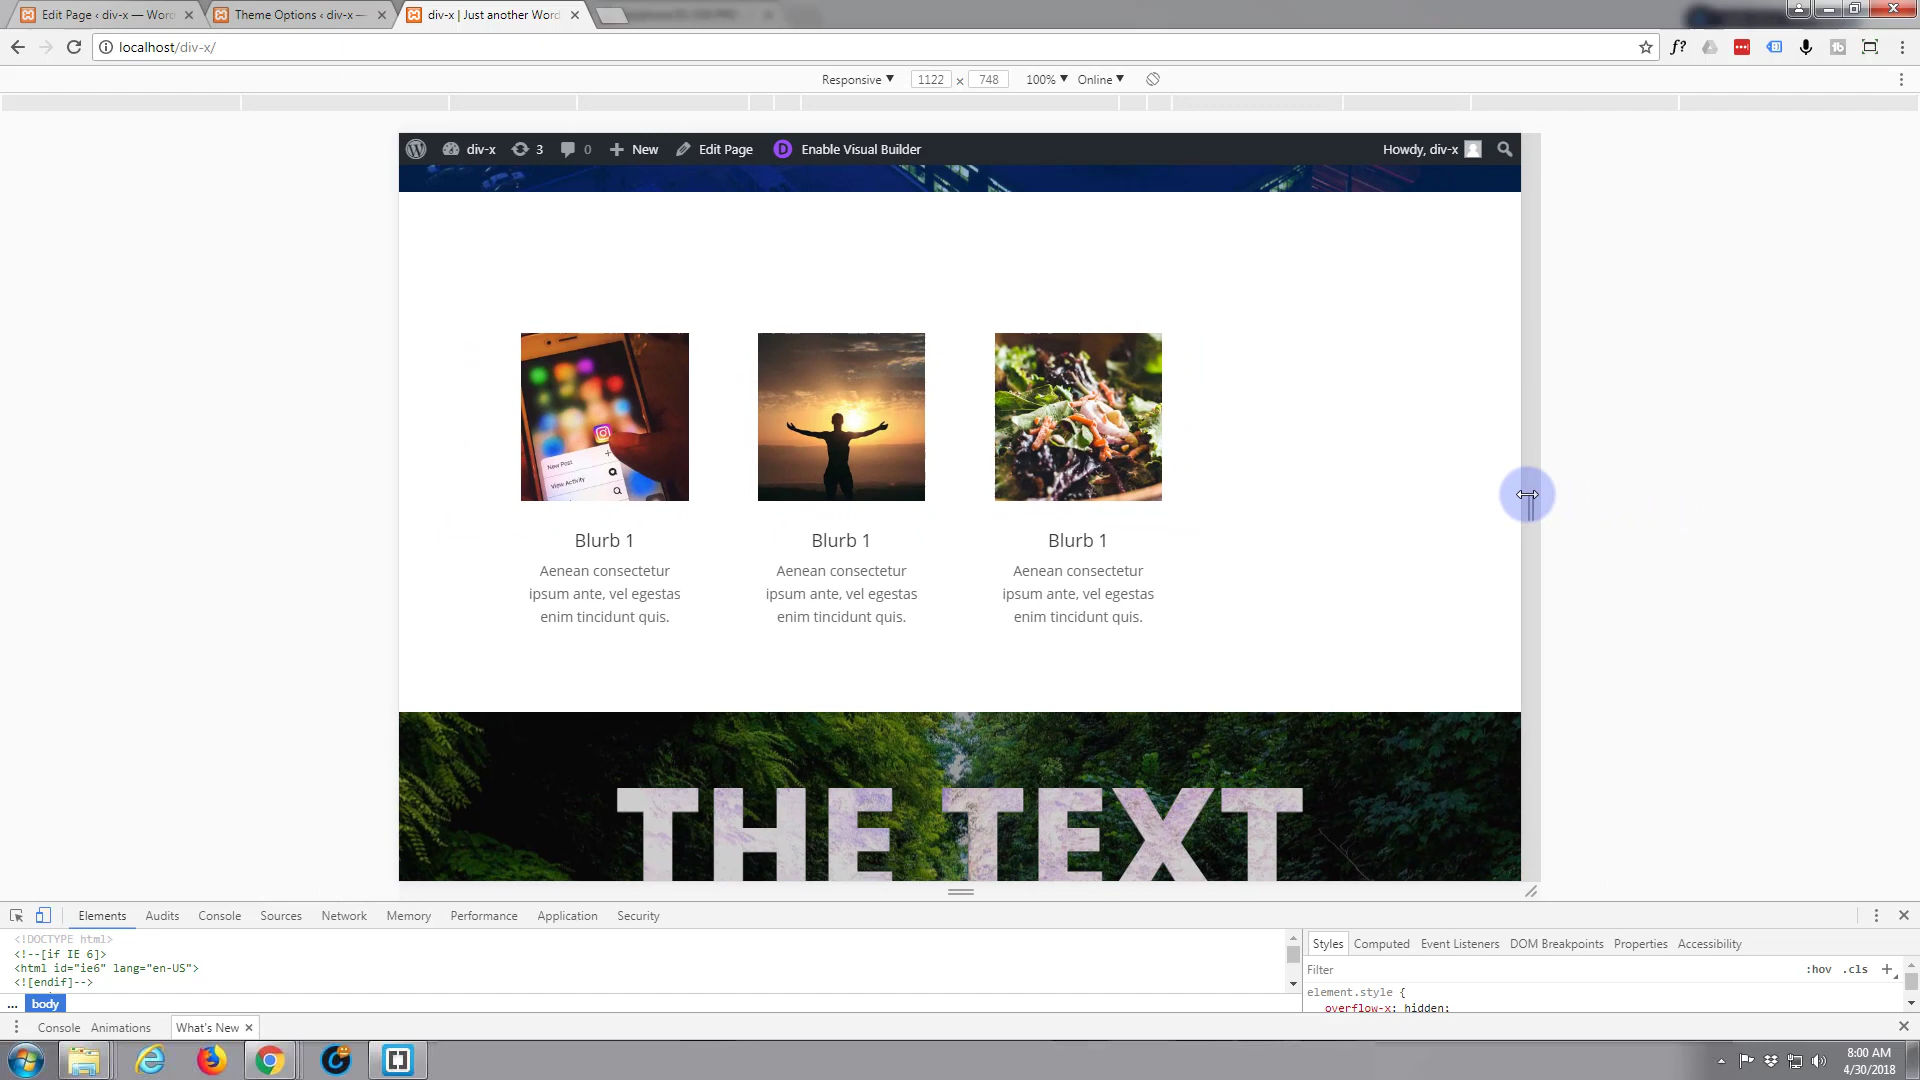 Edit Page ‹ div-x — Word
Theme Options ‹ div-x —
div-x | Just another Word
localhost/div-x/
f?
Responsive
1122 x 748
100%
Online
div-x
3
0
New
Edit Page
D
Enable Visual Builder
Howdy, div-x
New Post
View Activity
Blurb 1
Aenean consectetur
ipsum ante, vel egestas
enim tincidunt quis.
Blurb 1
Aenean consectetur
ipsum ante, vel egestas
enim tincidunt quis.
Blurb 1
Aenean consectetur
ipsum ante, vel egestas
enim tincidunt quis.
THE TEXT
Elements Audits Console Sources Network Memory Performance Application Security
<!DOCTYPE html>
<!--[if IE 6]>
<html id="ie6" lang="en-US">
<![endif]-->
... body
Styles Computed Event Listeners DOM Breakpoints Properties Accessibility
Filter
:hov .cls +
element.style {
overflow-x: hidden;
Console Animations What's New
8:00 AM
4/30/2018